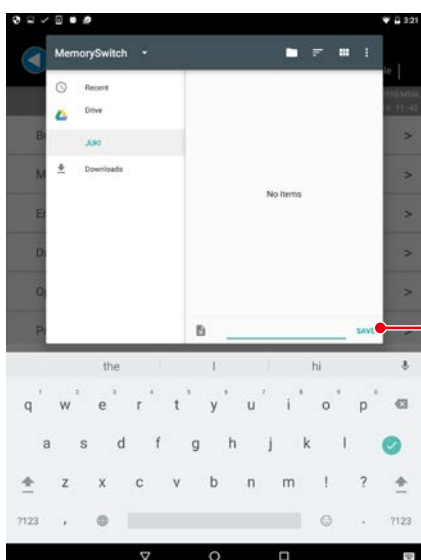 3:21
MemorySwitch
Recent
Drive
JUKI
Downloads
No items
SAVE
the I hi
q w e r t y u i o p
a s d f g h j k l
z x c v b n m ! ?
?123 , . ?123